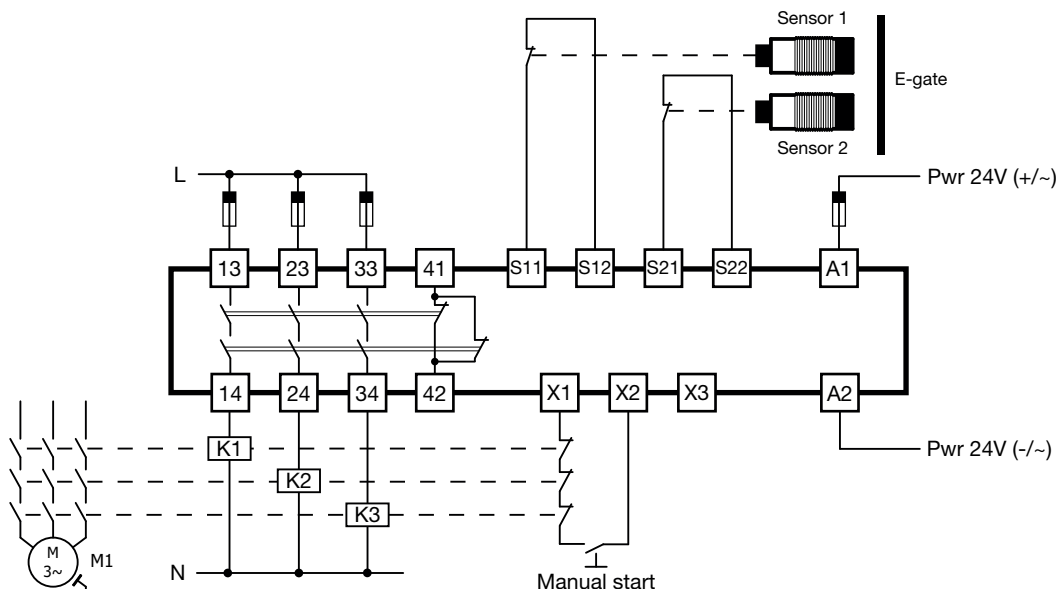 Sensor 1
E-gate
Sensor 2
L
Pwr 24V (+/~)
13 23 33 41 S11 S12 S21 S22 A1
14 24 34 42 X1 X2 X3 A2
K1
Pwr 24V (-/~)
K2
K3
M
3~
M1
N
Manual start